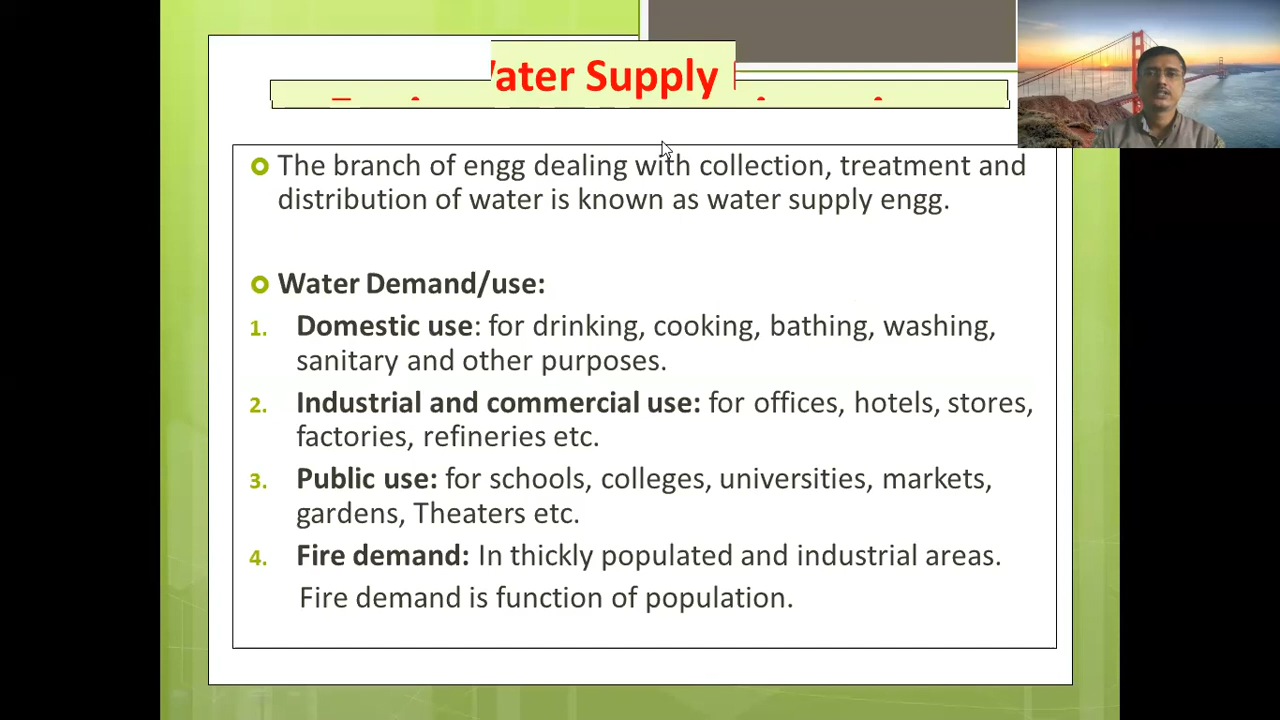 Supply
The branch of engg dealing with collection, treatment and
distribution of water is known as water supply engg.
Water Demand/use:
1. Domestic use: for drinking, cooking, bathing, washing,
sanitary and other purposes.
2. Industrial and commercial use: for offices, hotels, stores,
factories, refineries etc.
3. Public use: for schools, colleges, universities, markets,
gardens, Theaters etc.
4. Fire demand: In thickly populated and industrial areas.
Fire demand is function of population.